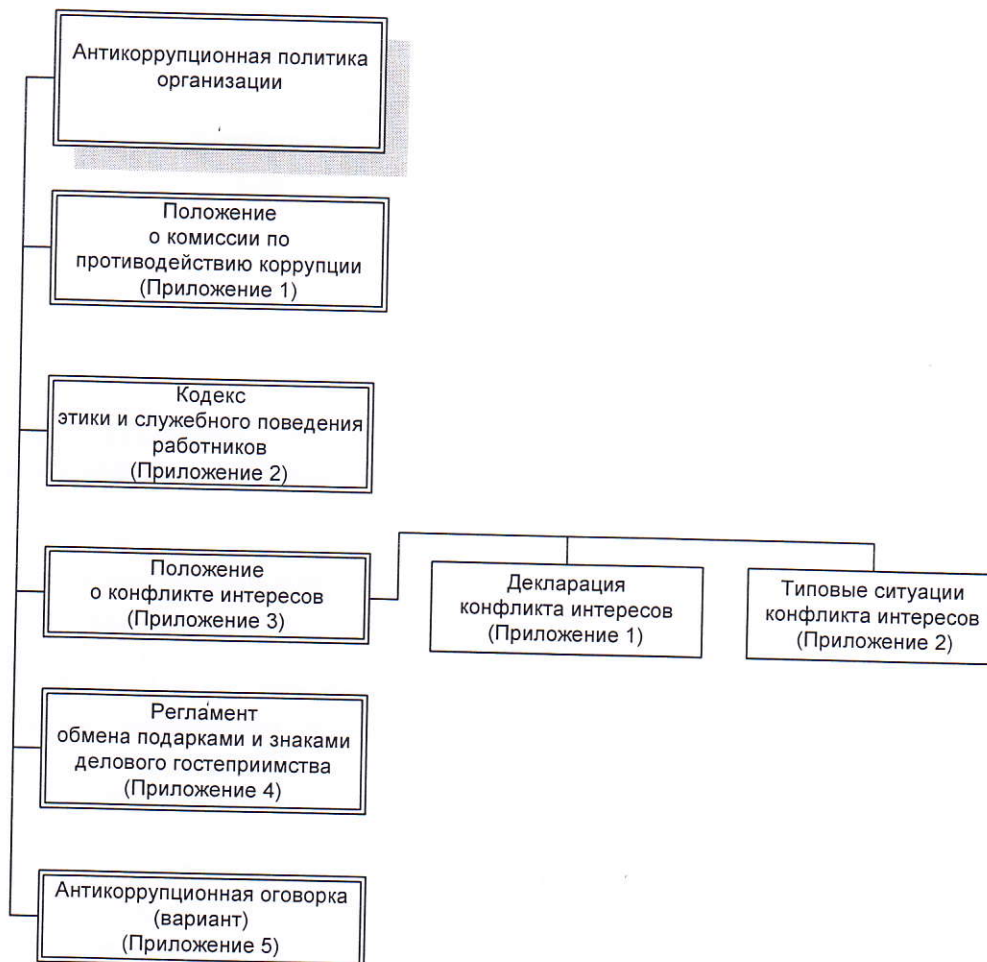 Антикоррупционная политика
организации
Положение
о комиссии по
противодействию коррупции
(Приложение 1)
Кодекс
этики и служебного поведения
работников
(Приложение 2)
Положение
о конфликте интересов
(Приложение 3)
Декларация
конфликта интересов
(Приложение 1)
Типовые ситуации
конфликта интересов
(Приложение 2)
Регламент
обмена подарками и знаками
делового гостеприимства
(Приложение 4)
Антикоррупционная оговорка
(вариант)
(Приложение 5)